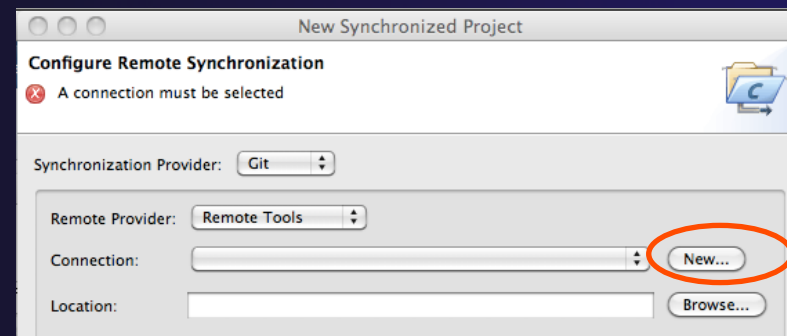 New Synchronized Project
Configure Remote Synchronization
A connection must be selected
Synchronization Provider: Git
Remote Provider: Remote Tools
Connection: New...
Location: Browse...